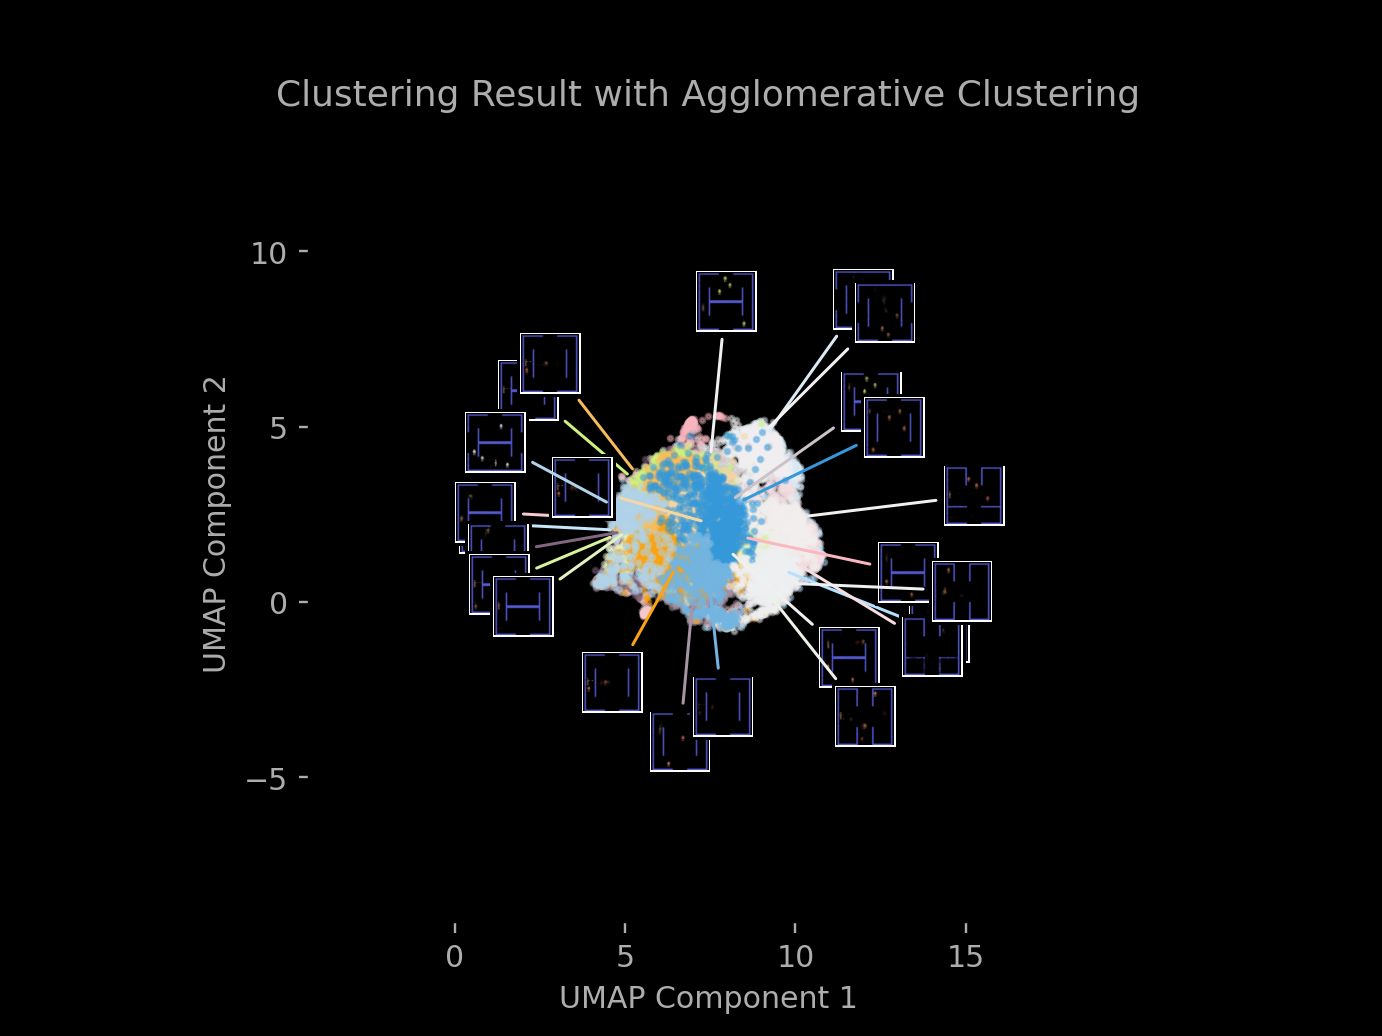 Clustering Result with Agglomerative Clustering
10
5
0
−5
UMAP Component 2
0 5 10 15
UMAP Component 1